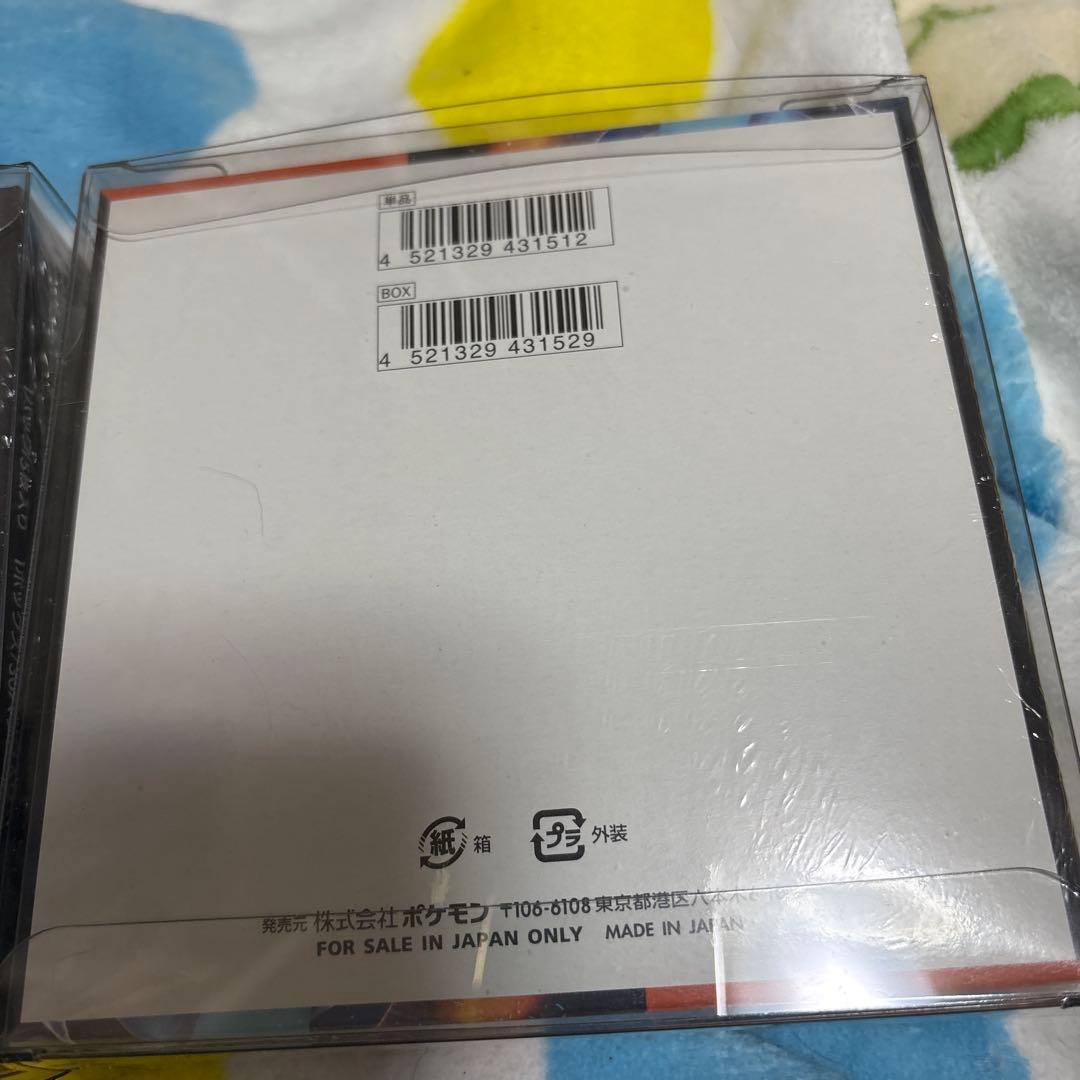 単品
4 521329 431512
BOX
4 521329 431529
紙 箱
プラ 外装
発売元 株式会社 ポケモン 〒106-6108 東京都港区六本木
FOR SALE IN JAPAN ONLY MADE IN JAPAN